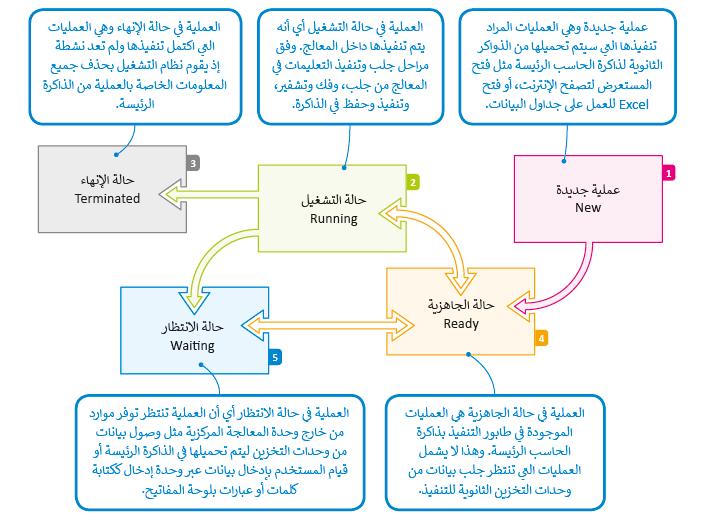 عملية جديدة وهي العمليات المراد
تنفيذها التي سيتم تحميلها من الذواكر
الثانوية لذاكرة الحاسب الرئيسة مثل فتح
المستعرض لتصفح الإنترنت، أو فتح
Excel للعمل على جداول البيانات.
العملية في حالة التشغيل أي أنه
يتم تنفيذها داخل المعالج. وفق
مراحل جلب وتنفيذ التعليمات في
المعالج من جلب، وفك وتشفير،
وتنفيذ وحفظ في الذاكرة.
العملية في حالة الإنهاء وهي العمليات
التي اكتمل تنفيذها ولم تعد نشطة
إذ يقوم نظام التشغيل بحذف جميع
المعلومات الخاصة بالعملية من الذاكرة
الرئيسة.
1
عملية جديدة
New
2
حالة التشغيل
Running
3
حالة الإنهاء
Terminated
4
حالة الجاهزية
Ready
5
حالة الانتظار
Waiting
العملية في حالة الجاهزية هي العمليات
الموجودة في طابور التنفيذ بذاكرة
الحاسب الرئيسة. وهذا لا يشمل
العمليات التي تنتظر جلب بيانات من
وحدات التخزين الثانوية للتنفيذ.
العملية في حالة الانتظار أي أن العملية تنتظر توفر موارد
من خارج وحدة المعالجة المركزية مثل وصول بيانات
من وحدات التخزين ليتم تحميلها في الذاكرة الرئيسة أو
قيام المستخدم بإدخال بيانات عبر وحدة إدخال ككتابة
كلمات أو عبارات بلوحة المفاتيح.